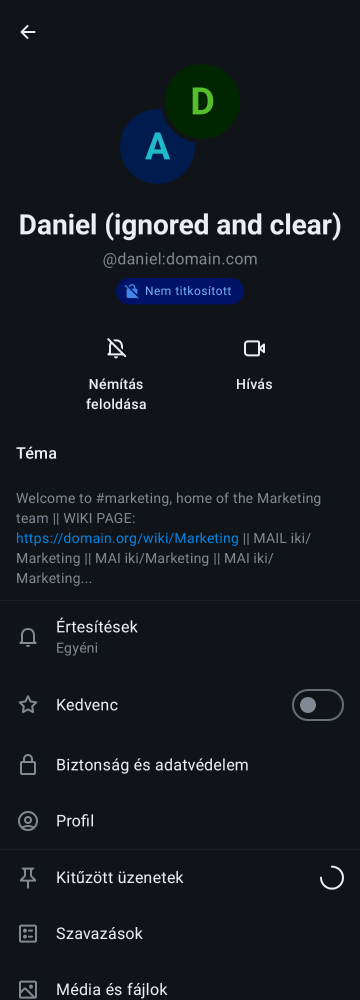 D
A
Daniel (ignored and clear)
@daniel:domain.com
Nem titkosított
Némítás
feloldása
Hívás
Téma
Welcome to #marketing, home of the Marketing
team || WIKI PAGE:
https://domain.org/wiki/Marketing || MAIL iki/
Marketing || MAI iki/Marketing || MAI iki/
Marketing...
Értesítések
Egyéni
Kedvenc
Biztonság és adatvédelem
Profil
Kitűzött üzenetek
Szavazások
Média és fájlok